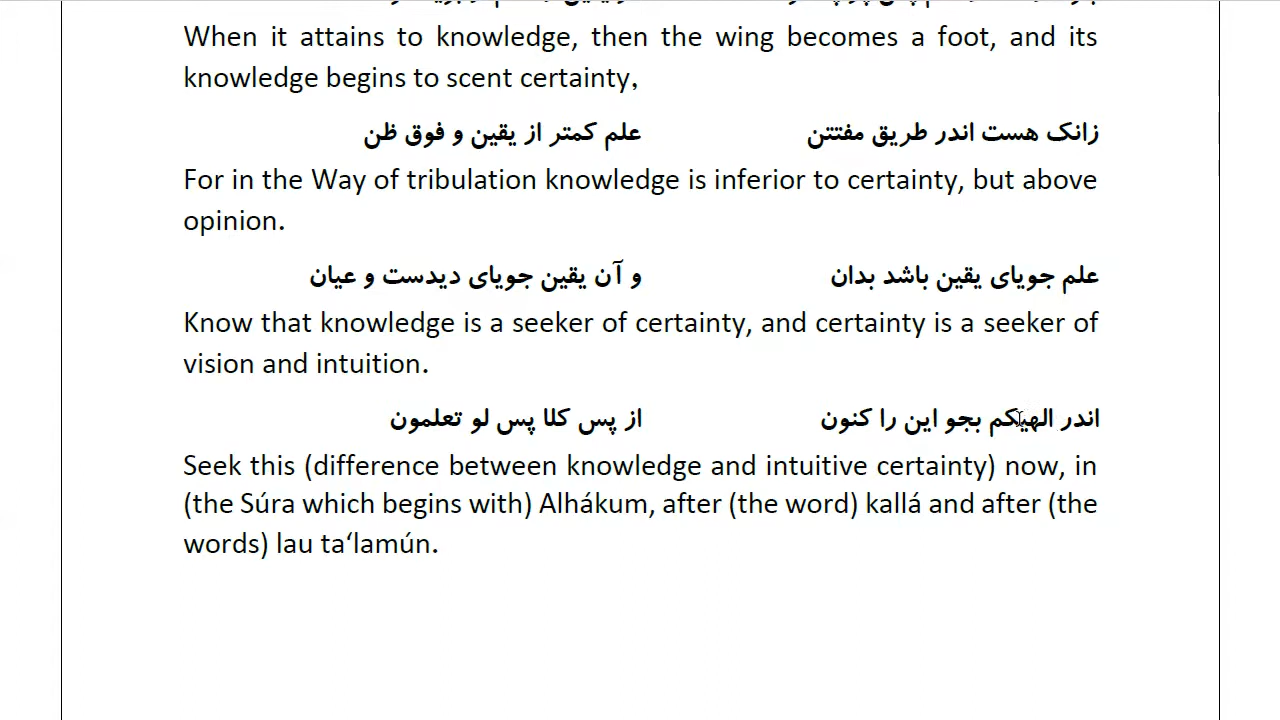 When it attains to knowledge, then the wing becomes a foot, and its
knowledge begins to scent certainty,
زانک هست اندر طریق مفتتن علم کمتر از یقین و فوق ظن
For in the Way of tribulation knowledge is inferior to certainty, but above
opinion.
علم جویای یقین باشد بدان و آن یقین جویای دیدست و عیان
Know that knowledge is a seeker of certainty, and certainty is a seeker of
vision and intuition.
اندر الهیکم بجو این را کنون از پس کلا پس لو تعلمون
Seek this (difference between knowledge and intuitive certainty) now, in
(the Súra which begins with) Alhákum, after (the word) kallá and after (the
words) lau ta‘lamún.